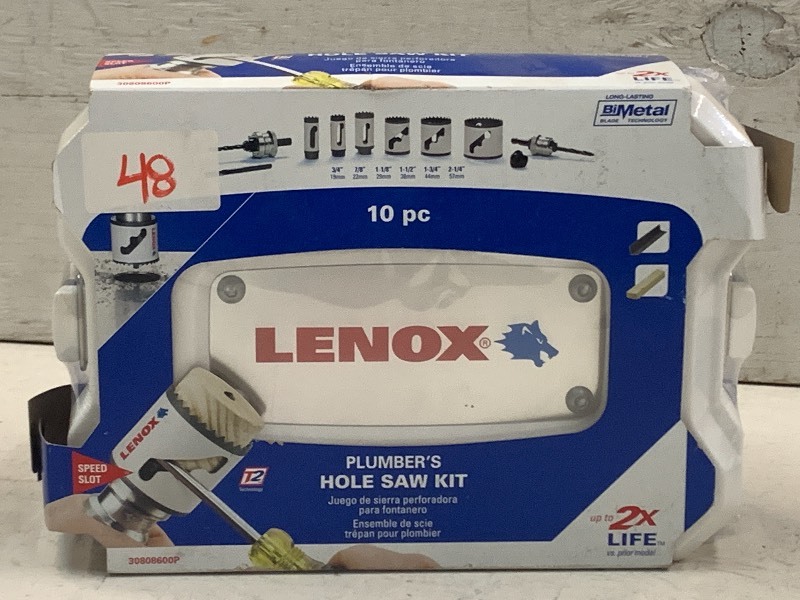 HOLE SAW KIT
Juego de sierra perforadora
para fontanero
Ensemble de scie
trépan pour plombier
30808600P
2X
LIFE
LONG-LASTING
BiMetal
BLADE TECHNOLOGY
48
3/4" 7/8" 1-1/8" 1-1/2" 1-3/4" 2-1/4"
19mm 22mm 29mm 38mm 44mm 57mm
10 pc
LENOX
LENOX®
LENOX
SPEED
SLOT
T2
Technology
PLUMBER'S
HOLE SAW KIT
Juego de sierra perforadora
para fontanero
Ensemble de scie
trépan pour plombier
30808600P
up to 2X
LIFE™
vs. prior model